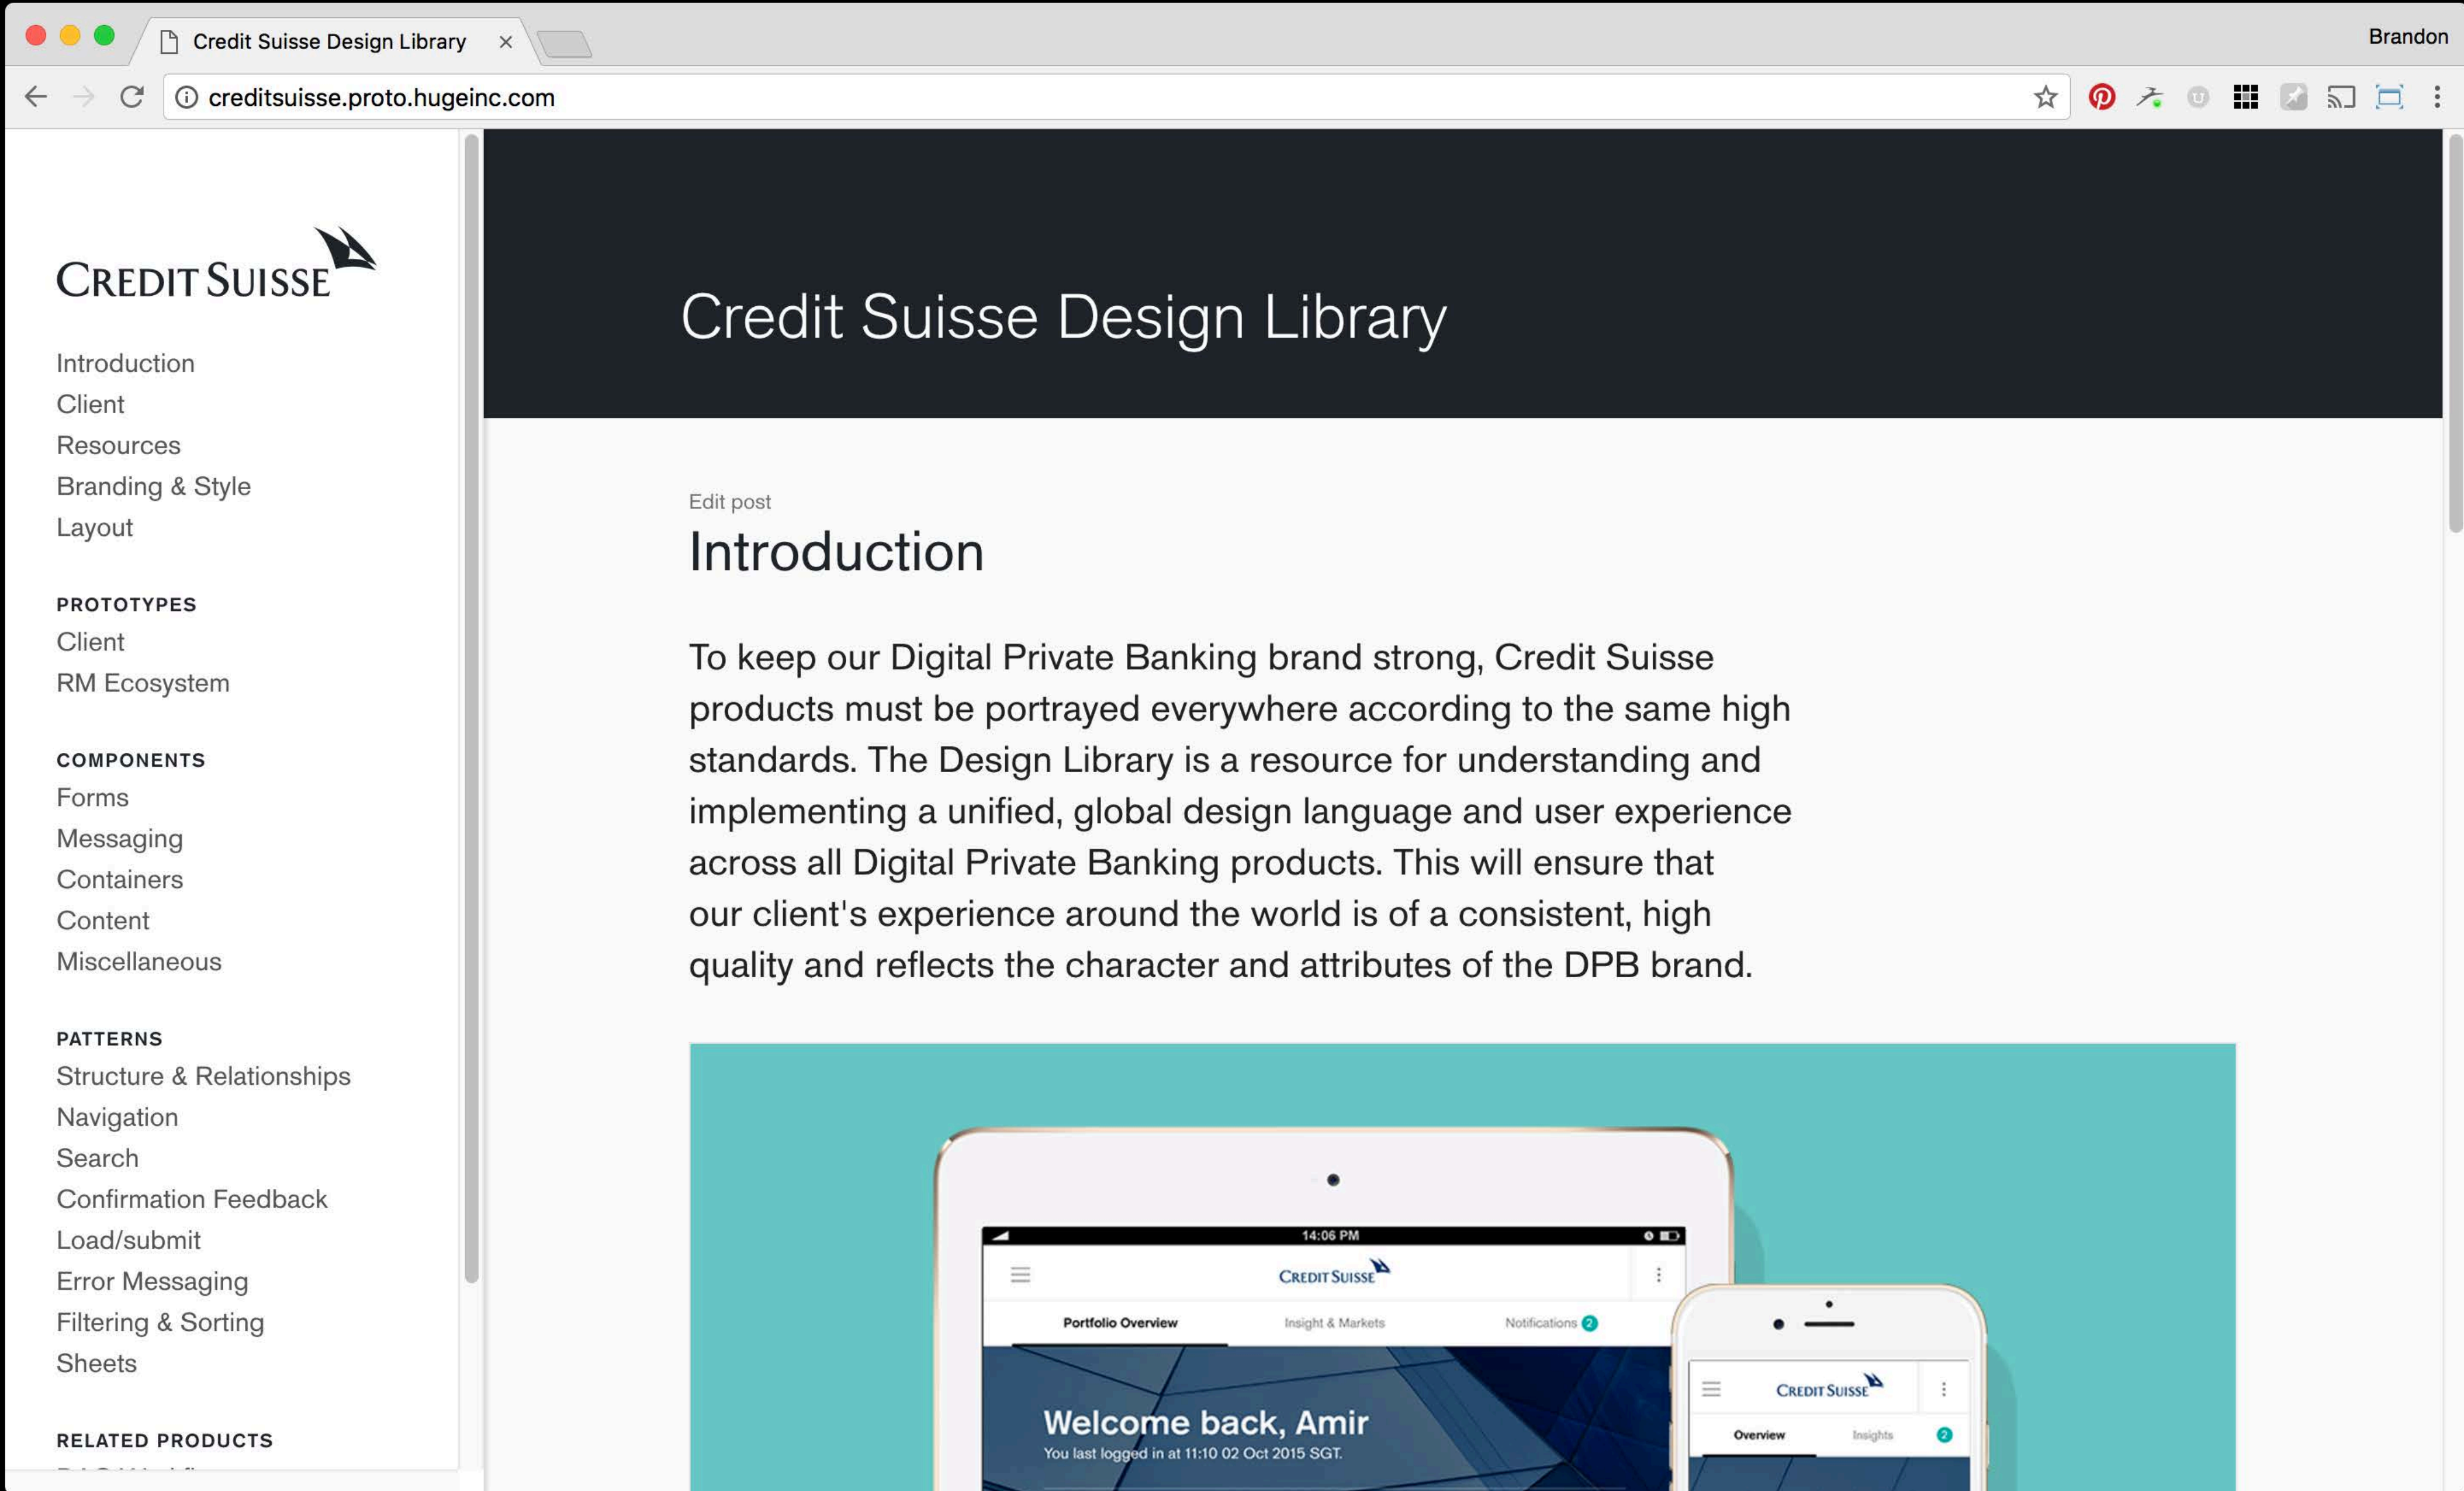 Credit Suisse Design Library
Brandon
creditsuisse.proto.hugeinc.com
CREDIT SUISSE
Introduction
Client
Resources
Branding & Style
Layout
PROTOTYPES
Client
RM Ecosystem
COMPONENTS
Forms
Messaging
Containers
Content
Miscellaneous
PATTERNS
Structure & Relationships
Navigation
Search
Confirmation Feedback
Load/submit
Error Messaging
Filtering & Sorting
Sheets
RELATED PRODUCTS
Credit Suisse Design Library
Edit post
Introduction
To keep our Digital Private Banking brand strong, Credit Suisse
products must be portrayed everywhere according to the same high
standards. The Design Library is a resource for understanding and
implementing a unified, global design language and user experience
across all Digital Private Banking products. This will ensure that
our client's experience around the world is of a consistent, high
quality and reflects the character and attributes of the DPB brand.
14:06 PM
CREDIT SUISSE
Portfolio Overview Insight & Markets Notifications 2
Welcome back, Amir
You last logged in at 11:10 02 Oct 2015 SGT.
CREDIT SUISSE
Overview Insights 2